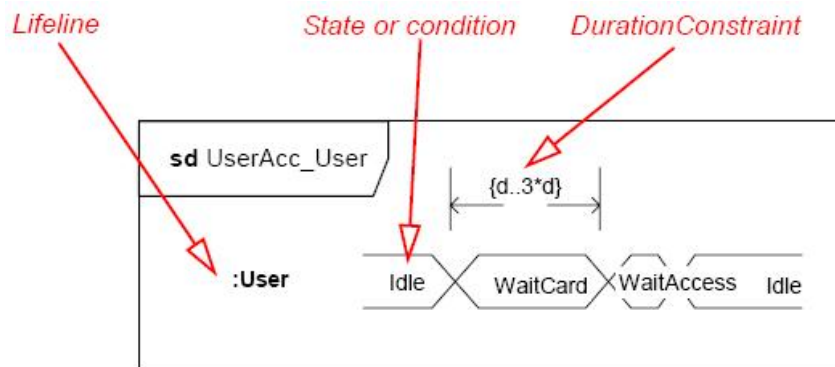 Lifeline State or condition DurationConstraint
sd UserAcc_User
{d..3*d}
:User Idle WaitCard WaitAccess Idle